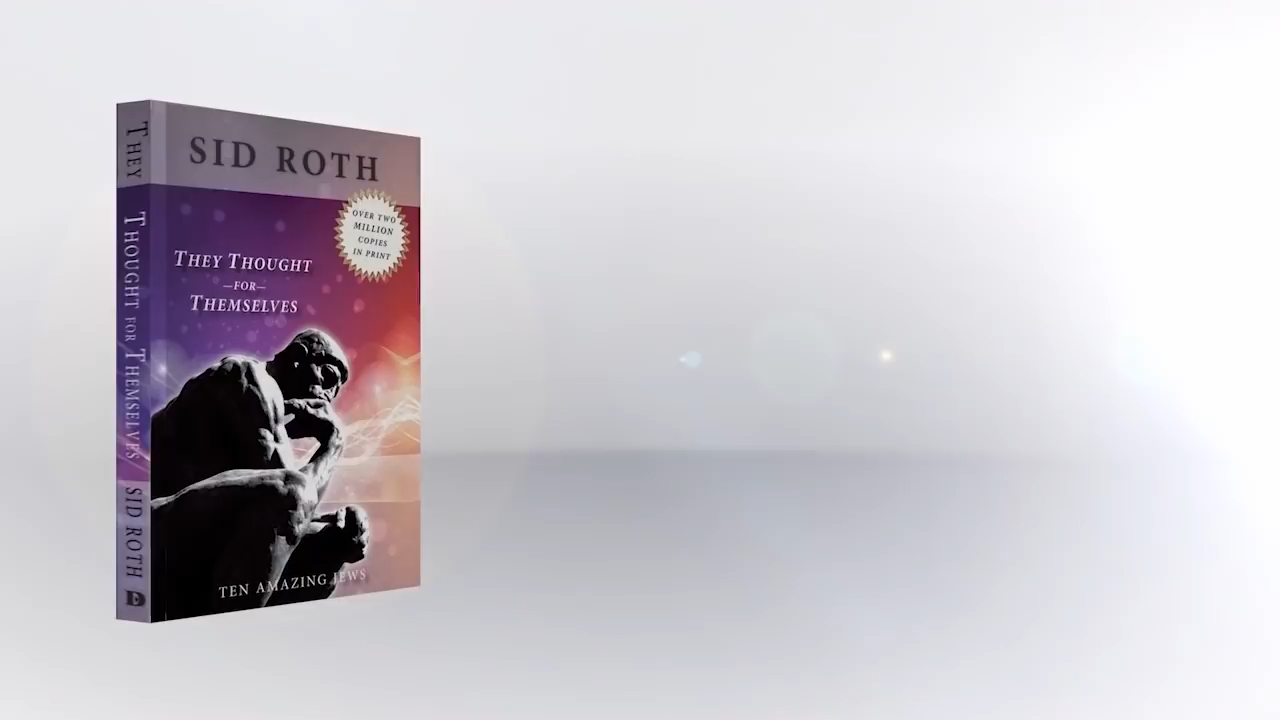 THEY THOUGHT FOR THEMSELVES SID ROTH
D
SID ROTH
OVER TWO
MILLION
COPIES
IN PRINT
THEY THOUGHT
—FOR—
THEMSELVES
TEN AMAZING JEWS